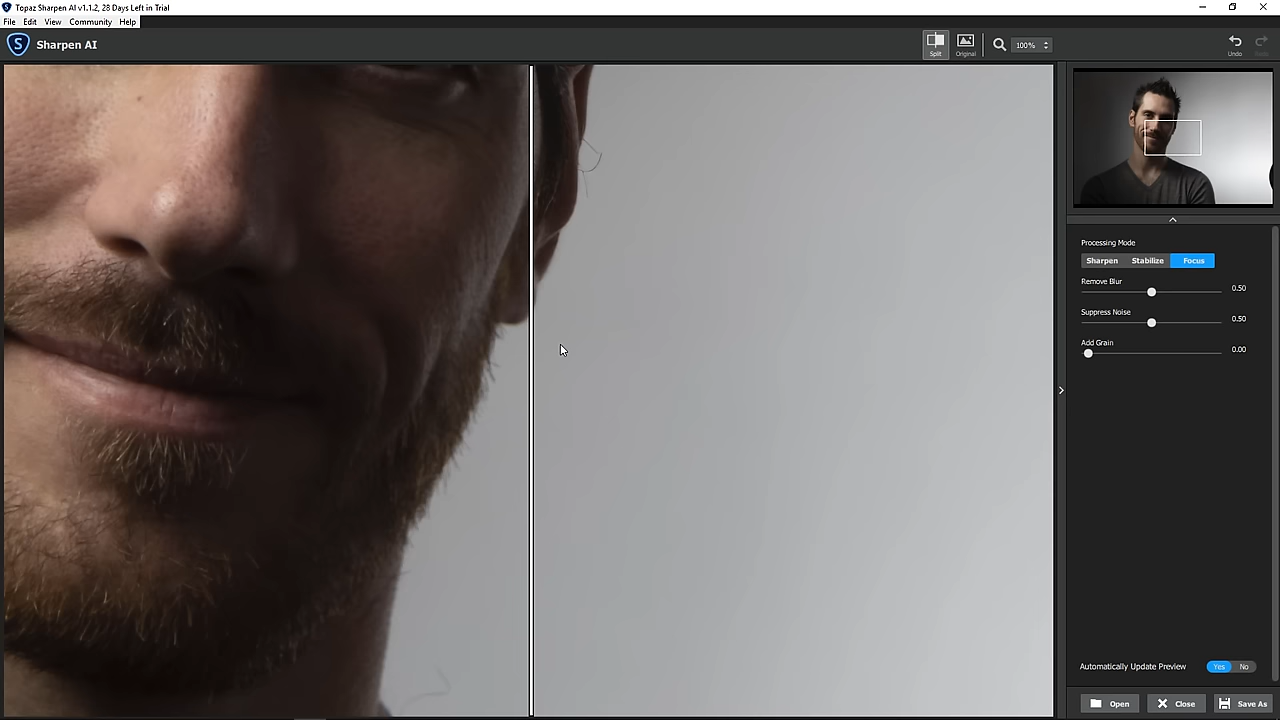 Topaz Sharpen AI v1.1.2, 28 Days Left in Trial
File Edit View Community Help
Sharpen AI
Split
Original
100%
Undo
Processing Mode
Sharpen Stabilize Focus
Remove Blur
0.50
Suppress Noise
0.50
Add Grain
0.00
Automatically Update Preview Yes No
Open Close Save As